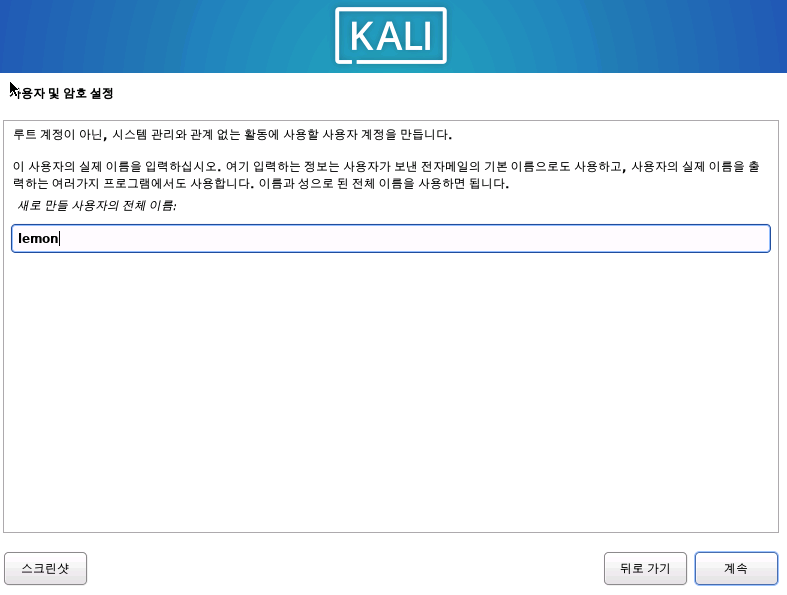 KALI
사용자 및 암호 설정
루트 계정이 아닌, 시스템 관리와 관계 없는 활동에 사용할 사용자 계정을 만듭니다.
이 사용자의 실제 이름을 입력하십시오. 여기 입력하는 정보는 사용자가 보낸 전자메일의 기본 이름으로도 사용하고, 사용자의 실제 이름을 출
력하는 여러가지 프로그램에서도 사용합니다. 이름과 성으로 된 전체 이름을 사용하면 됩니다.
새로 만들 사용자의 전체 이름:
lemon
스크린샷
뒤로 가기
계속